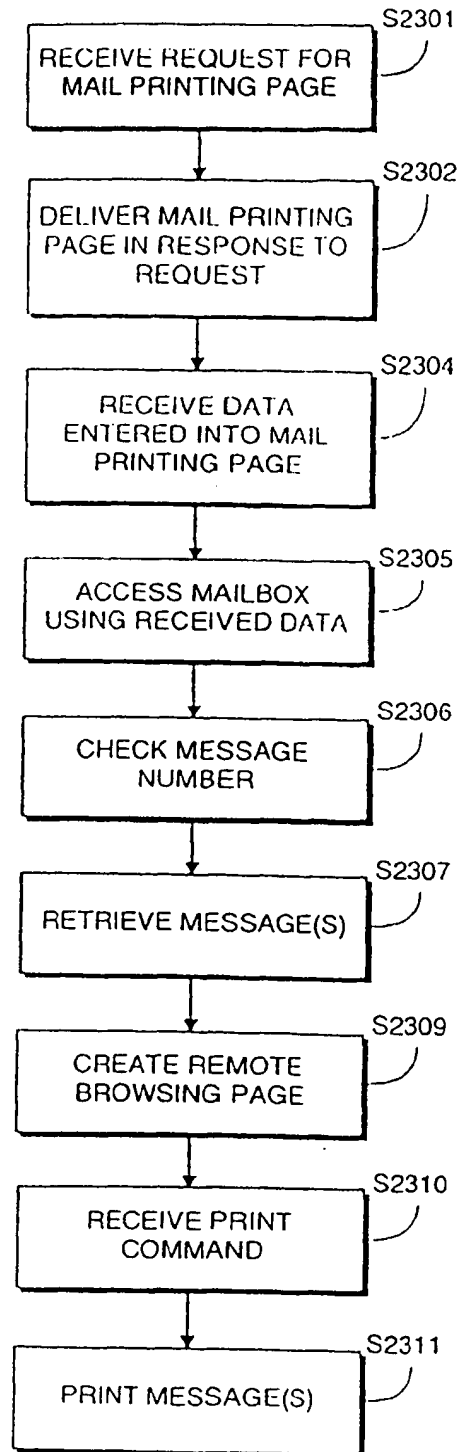 S2301
RECEIVE REQUEST FOR
MAIL PRINTING PAGE
S2302
DELIVER MAIL PRINTING
PAGE IN RESPONSE TO
REQUEST
S2304
RECEIVE DATA
ENTERED INTO MAIL
PRINTING PAGE
S2305
ACCESS MAILBOX
USING RECEIVED DATA
S2306
CHECK MESSAGE
NUMBER
S2307
RETRIEVE MESSAGE(S)
S2309
CREATE REMOTE
BROWSING PAGE
S2310
RECEIVE PRINT
COMMAND
S2311
PRINT MESSAGE(S)